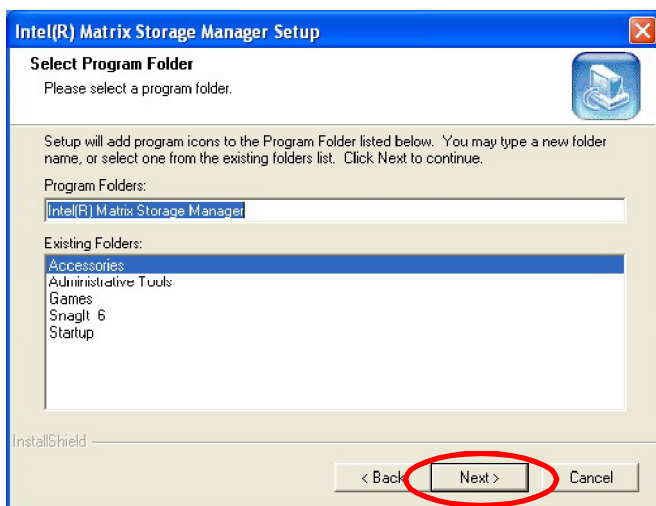 Intel(R) Matrix Storage Manager Setup
Select Program Folder
Please select a program folder.
Setup will add program icons to the Program Folder listed below. You may type a new folder
name, or select one from the existing folders list. Click Next to continue.
Program Folders:
Intel(R) Matrix Storage Manager
Existing Folders:
Accessories
Administrative Tools
Games
SnagIt 6
Startup
InstallShield
< Back
Next >
Cancel